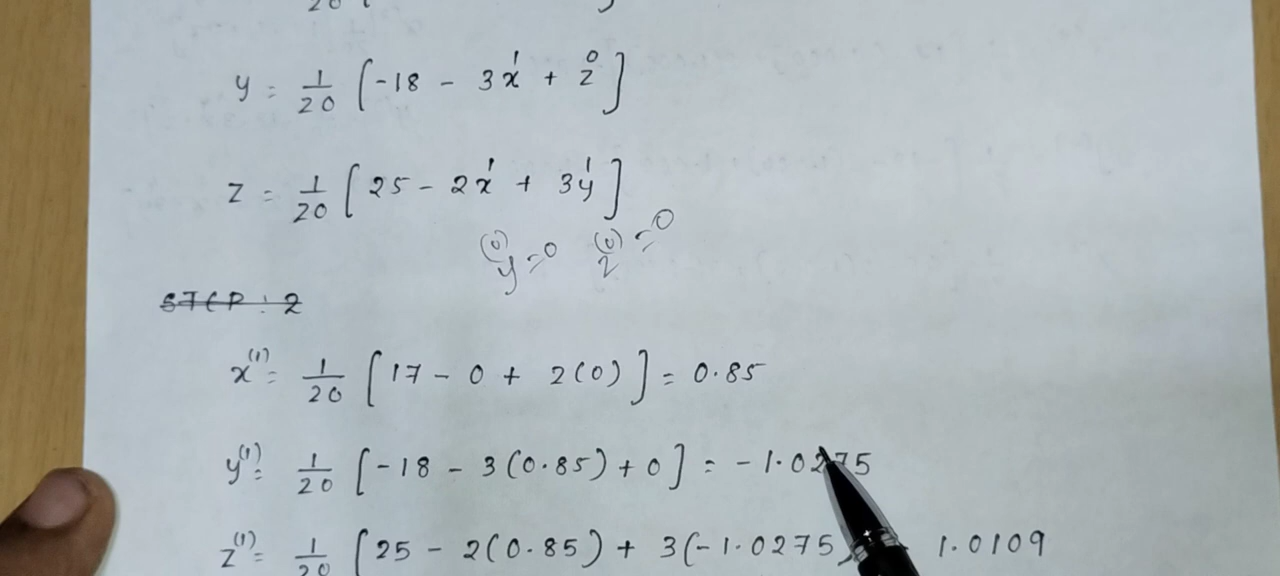 20
y = 1/20 [-18 - 3x¹ + z⁰]
z = 1/20 [25 - 2x¹ + 3y¹]
y⁽⁰⁾ = 0 z⁽⁰⁾ = 0
STEP : 2
x⁽¹⁾ = 1/20 [17 - 0 + 2(0)] = 0.85
y⁽¹⁾ = 1/20 [-18 - 3(0.85) + 0] = -1.0275
z⁽¹⁾ = 1/20 [25 - 2(0.85) + 3(-1.0275) 1.0109